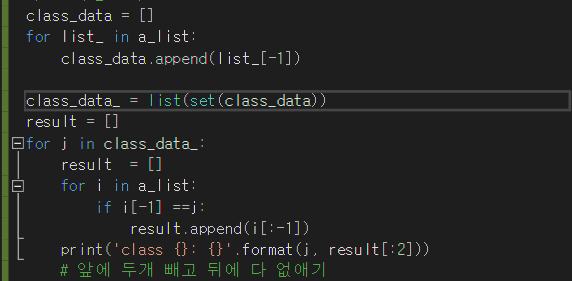 class_data = []
for list_ in a_list:
    class_data.append(list_[-1])

class_data_ = list(set(class_data))
result = []
for j in class_data_:
    result  = []
    for i in a_list:
        if i[-1] ==j:
            result.append(i[:-1])
    print('class {}: {}'.format(j, result[:2]))
    # 앞에 두개 빼고 뒤에 다 없애기